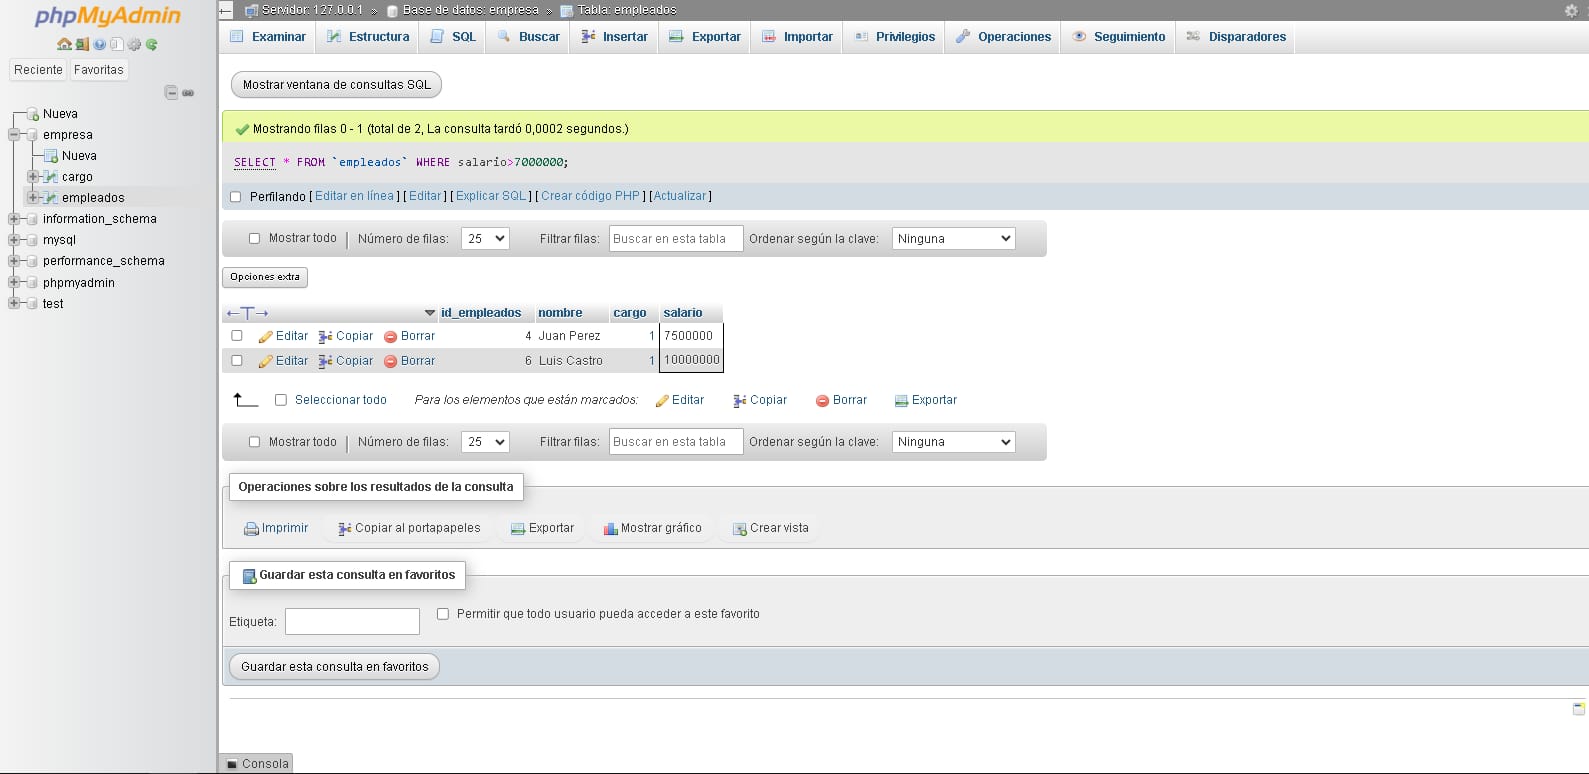 phpMyAdmin
Reciente Favoritas
Nueva
empresa
Nueva
cargo
empleados
information_schema
mysql
performance_schema
phpmyadmin
test
Servidor: 127.0.0.1 » Base de datos: empresa » Tabla: empleados
Examinar Estructura SQL Buscar Insertar Exportar Importar Privilegios Operaciones Seguimiento Disparadores
Mostrar ventana de consultas SQL
Mostrando filas 0 - 1 (total de 2, La consulta tardó 0,0002 segundos.)
SELECT * FROM `empleados` WHERE salario>7000000;
Perfilando [ Editar en línea ] [ Editar ] [ Explicar SQL ] [ Crear código PHP ] [ Actualizar ]
Mostrar todo | Número de filas: 25 Filtrar filas: Buscar en esta tabla Ordenar según la clave: Ninguna
Opciones extra
←T→ id_empleados nombre cargo salario
Editar Copiar Borrar 4 Juan Perez 1 7500000
Editar Copiar Borrar 6 Luis Castro 1 10000000
Seleccionar todo Para los elementos que están marcados: Editar Copiar Borrar Exportar
Mostrar todo | Número de filas: 25 Filtrar filas: Buscar en esta tabla Ordenar según la clave: Ninguna
Operaciones sobre los resultados de la consulta
Imprimir Copiar al portapapeles Exportar Mostrar gráfico Crear vista
Guardar esta consulta en favoritos
Etiqueta: Permitir que todo usuario pueda acceder a este favorito
Guardar esta consulta en favoritos
Consola